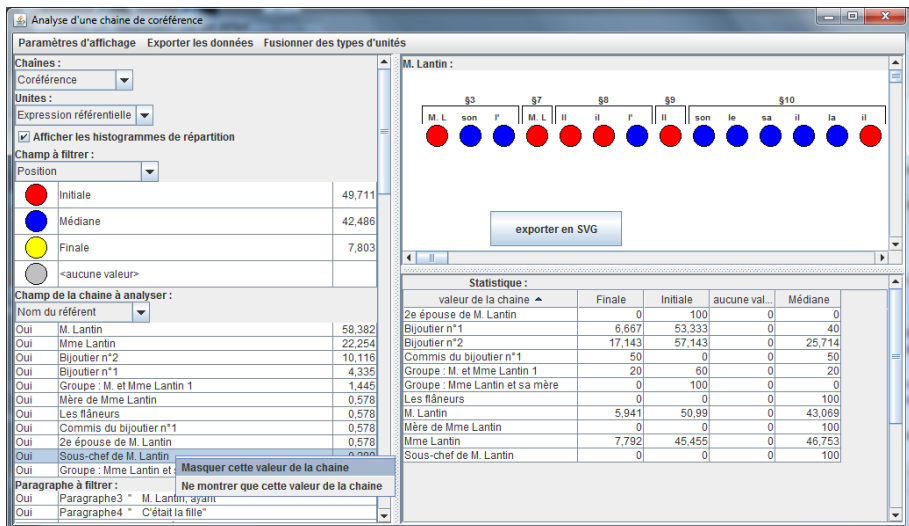 Analyse d'une chaine de coréférence
Paramètres d'affichage Exporter les données Fusionner des types d'unités
Chaînes :
Coréférence
Unites :
Expression référentielle
Afficher les histogrammes de répartition
Champ à filtrer :
Position
Initiale 49,711
Médiane 42,486
Finale 7,803
<aucune valeur>
Champ de la chaine à analyser :
Nom du référent
Oui M. Lantin 58,382
Oui Mme Lantin 22,254
Oui Bijoutier n°2 10,116
Oui Bijoutier n°1 4,335
Oui Groupe : M. et Mme Lantin 1 1,445
Oui Mère de Mme Lantin 0,578
Oui Les flâneurs 0,578
Oui Commis du bijoutier n°1 0,578
Oui 2e épouse de M. Lantin 0,578
Oui Sous-chef de M. Lantin
Oui Groupe : Mme Lantin et
Masquer cette valeur de la chaine
Ne montrer que cette valeur de la chaine
Paragraphe à filtrer :
Oui Paragraphe3 " M. Lantin, ayant
Oui Paragraphe4 " C'était la fille"
M. Lantin :
§3 §7 §8 §9 §10
M. L son l' M. L Il il l' Il son le sa il la il
exporter en SVG
Statistique :
valeur de la chaine Finale Initiale aucune val... Médiane
2e épouse de M. Lantin 0 100 0 0
Bijoutier n°1 6,667 53,333 0 40
Bijoutier n°2 17,143 57,143 0 25,714
Commis du bijoutier n°1 50 0 0 50
Groupe : M. et Mme Lantin 1 20 60 0 20
Groupe : Mme Lantin et sa mère 0 100 0 0
Les flâneurs 0 0 0 100
M. Lantin 5,941 50,99 0 43,069
Mère de Mme Lantin 0 0 0 100
Mme Lantin 7,792 45,455 0 46,753
Sous-chef de M. Lantin 0 0 0 100